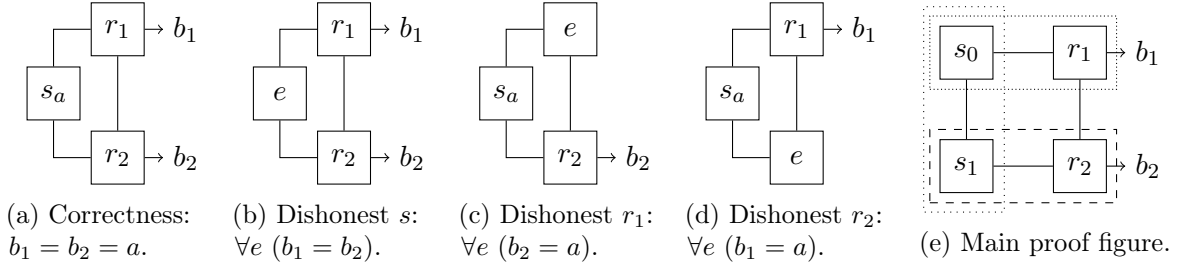 r₁ b₁
s_a
r₂ b₂
(a) Correctness:
b₁ = b₂ = a.
r₁ b₁
e
r₂ b₂
(b) Dishonest s:
∀e (b₁ = b₂).
e
s_a
r₂ b₂
(c) Dishonest r₁:
∀e (b₂ = a).
r₁ b₁
s_a
e
(d) Dishonest r₂:
∀e (b₁ = a).
s₀ r₁ b₁
s₁ r₂ b₂
(e) Main proof figure.